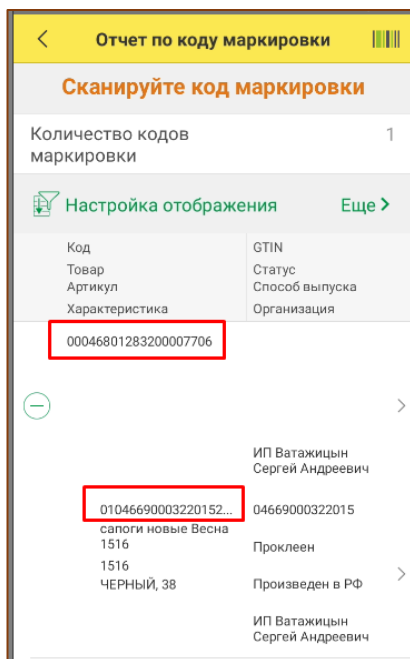 Отчет по коду маркировки
Сканируйте код маркировки
Количество кодов
маркировки
1
Настройка отображения
Еще
Код
GTIN
Товар
Статус
Артикул
Способ выпуска
Характеристика
Организация
00046801283200007706
ИП Ватажицын
Сергей Андреевич
01046690003220152...
04669000322015
сапоги новые Весна
1516
Проклеен
1516
ЧЕРНЫЙ, 38
Произведен в РФ
ИП Ватажицын
Сергей Андреевич